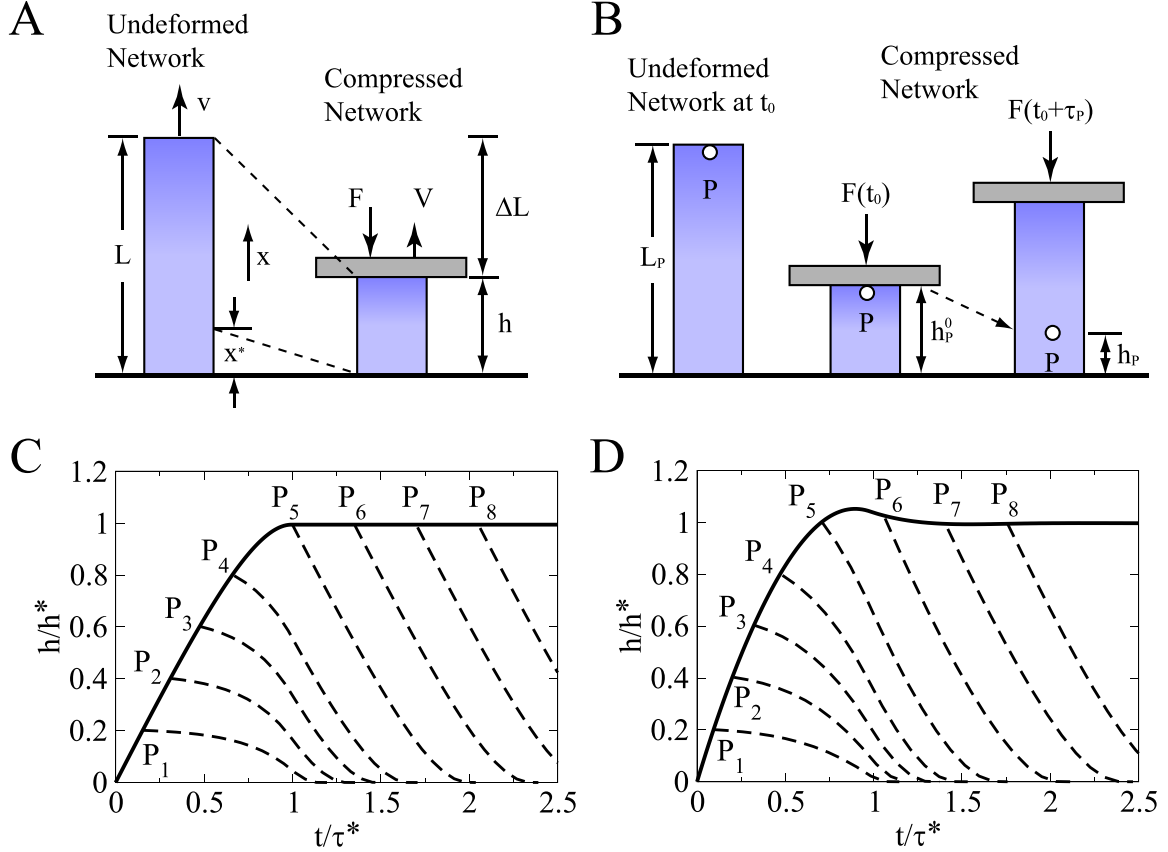 A
Undeformed
Network
v
Compressed
Network
L
x
x*
F
V
ΔL
h
B
Undeformed
Network at t₀
Compressed
Network
P
L_P
F(t₀)
P
h_P^0
F(t₀+τ_P)
P
h_P
C
1.2
1
0.8
0.6
0.4
0.2
0
h/h*
P₁
P₂
P₃
P₄
P₅
P₆
P₇
P₈
0
0.5
1
1.5
2
2.5
t/τ*
D
1.2
1
0.8
0.6
0.4
0.2
0
h/h*
P₁
P₂
P₃
P₄
P₅
P₆
P₇
P₈
0
0.5
1
1.5
2
2.5
t/τ*